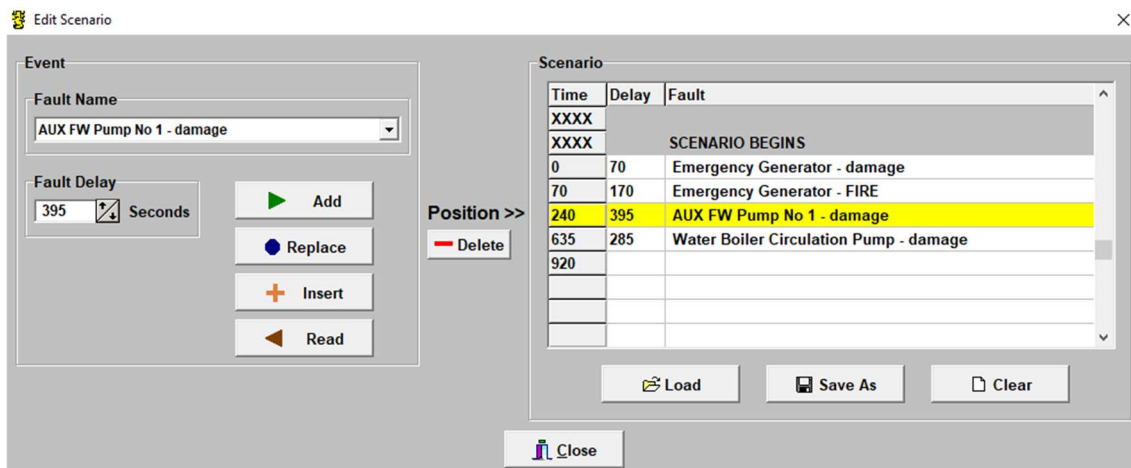 Edit Scenario
Event
Fault Name
AUX FW Pump No 1 - damage
Fault Delay
395 Seconds
Add
Replace
Insert
Read
Position >>
Delete
Scenario
Time Delay Fault
XXXX
XXXX SCENARIO BEGINS
0 70 Emergency Generator - damage
70 170 Emergency Generator - FIRE
240 395 AUX FW Pump No 1 - damage
635 285 Water Boiler Circulation Pump - damage
920
Load Save As Clear
Close